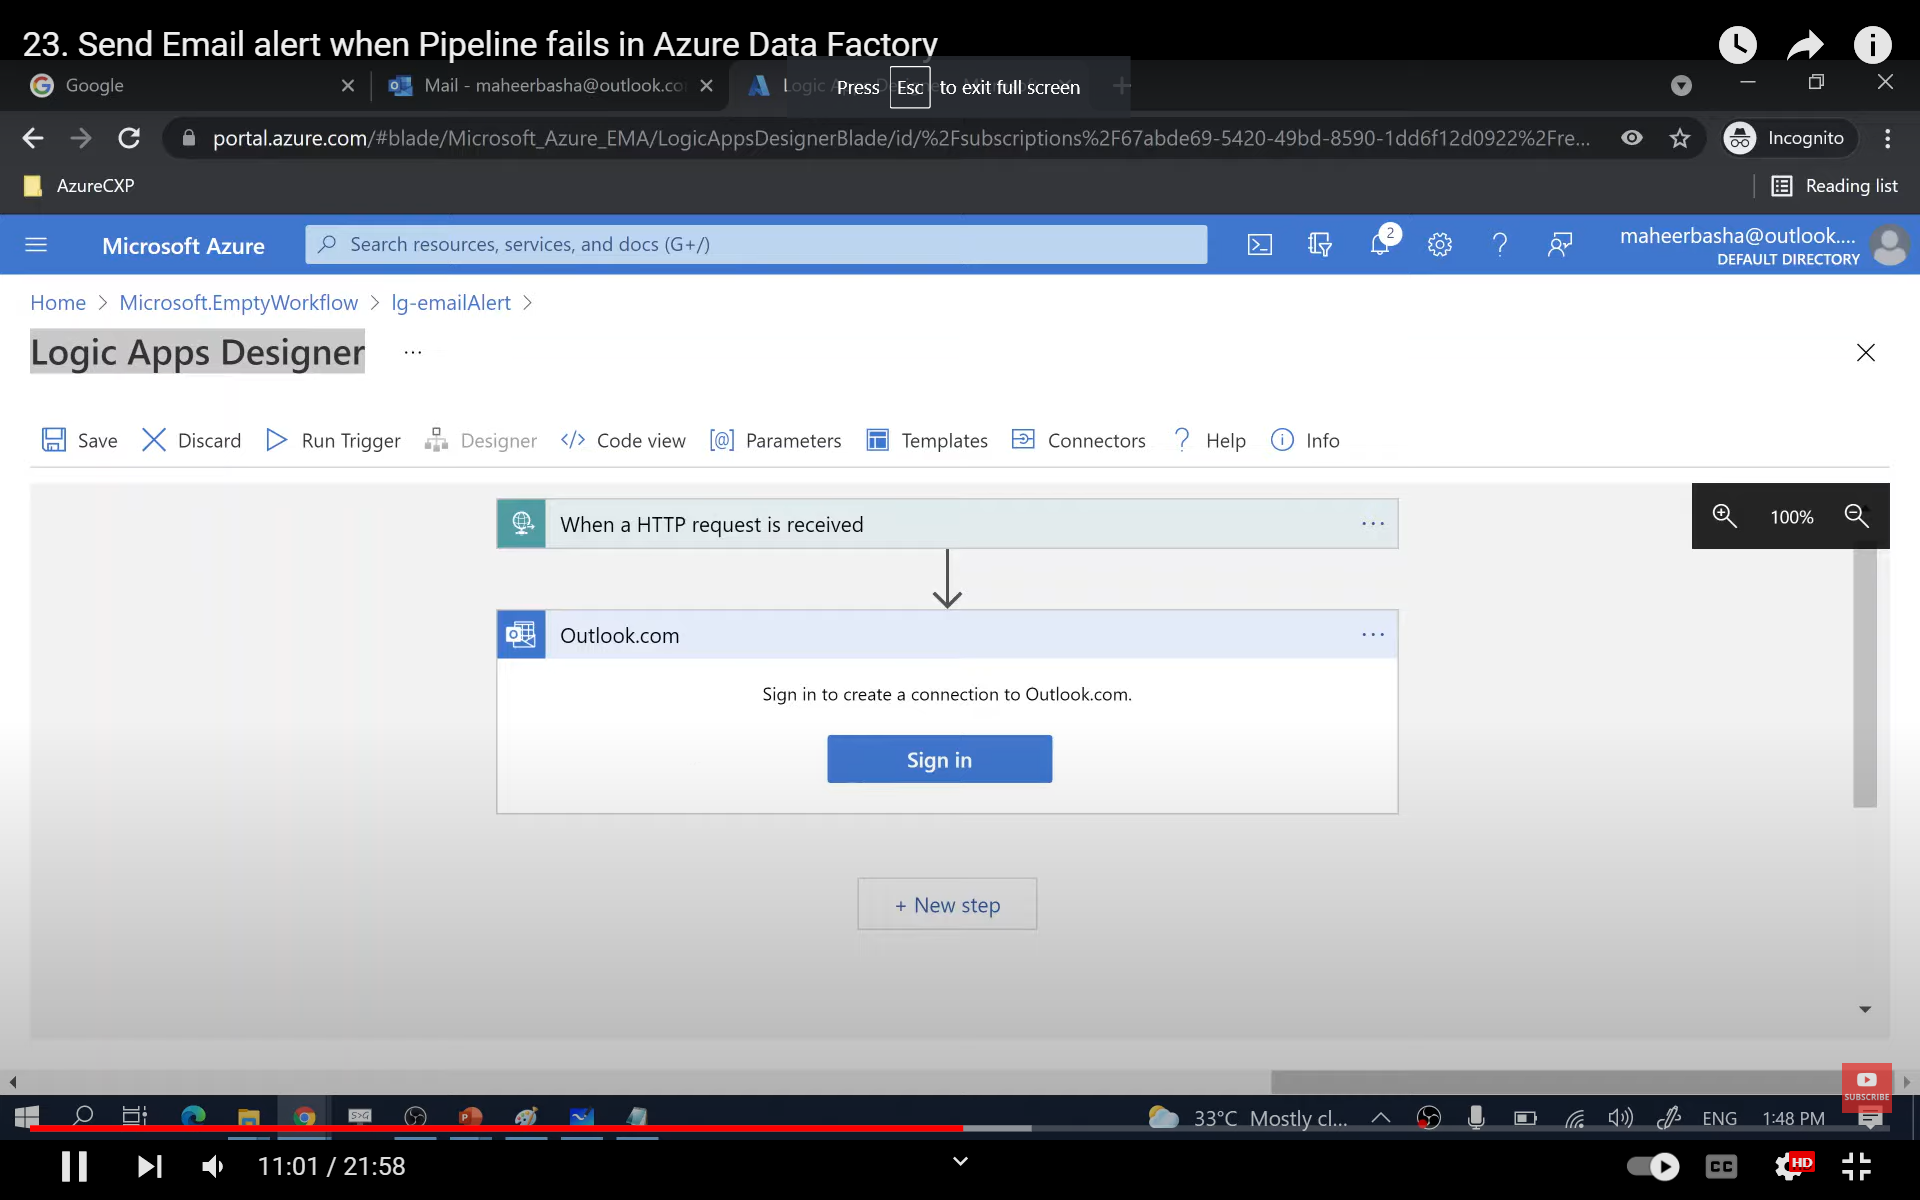 23. Send Email alert when Pipeline fails in Azure Data Factory
Google
Mail - maheerbasha@outlook.co
Press Esc to exit full screen
portal.azure.com/#blade/Microsoft_Azure_EMA/LogicAppsDesignerBlade/id/%2Fsubscriptions%2F67abde69-5420-49bd-8590-1dd6f12d0922%2Fre...
Incognito
AzureCXP
Reading list
Microsoft Azure
Search resources, services, and docs (G+/)
2
maheerbasha@outlook....
DEFAULT DIRECTORY
Home > Microsoft.EmptyWorkflow > lg-emailAlert >
Logic Apps Designer ...
Save
Discard
Run Trigger
Designer
Code view
Parameters
Templates
Connectors
Help
Info
When a HTTP request is received
100%
Outlook.com
Sign in to create a connection to Outlook.com.
Sign in
+ New step
SUBSCRIBE
33°C Mostly cl...
ENG
1:48 PM
11:01 / 21:58
CC
HD